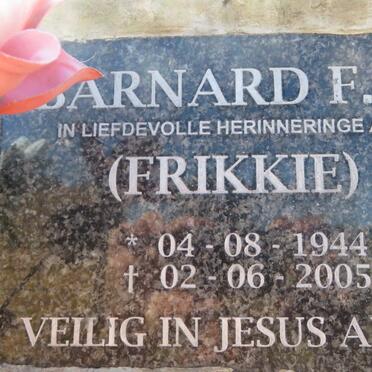 BARNARD F.
IN LIEFDEVOLLE HERINNERINGE A
(FRIKKIE)
* 04 - 08 - 1944
† 02 - 06 - 2005
VEILIG IN JESUS A